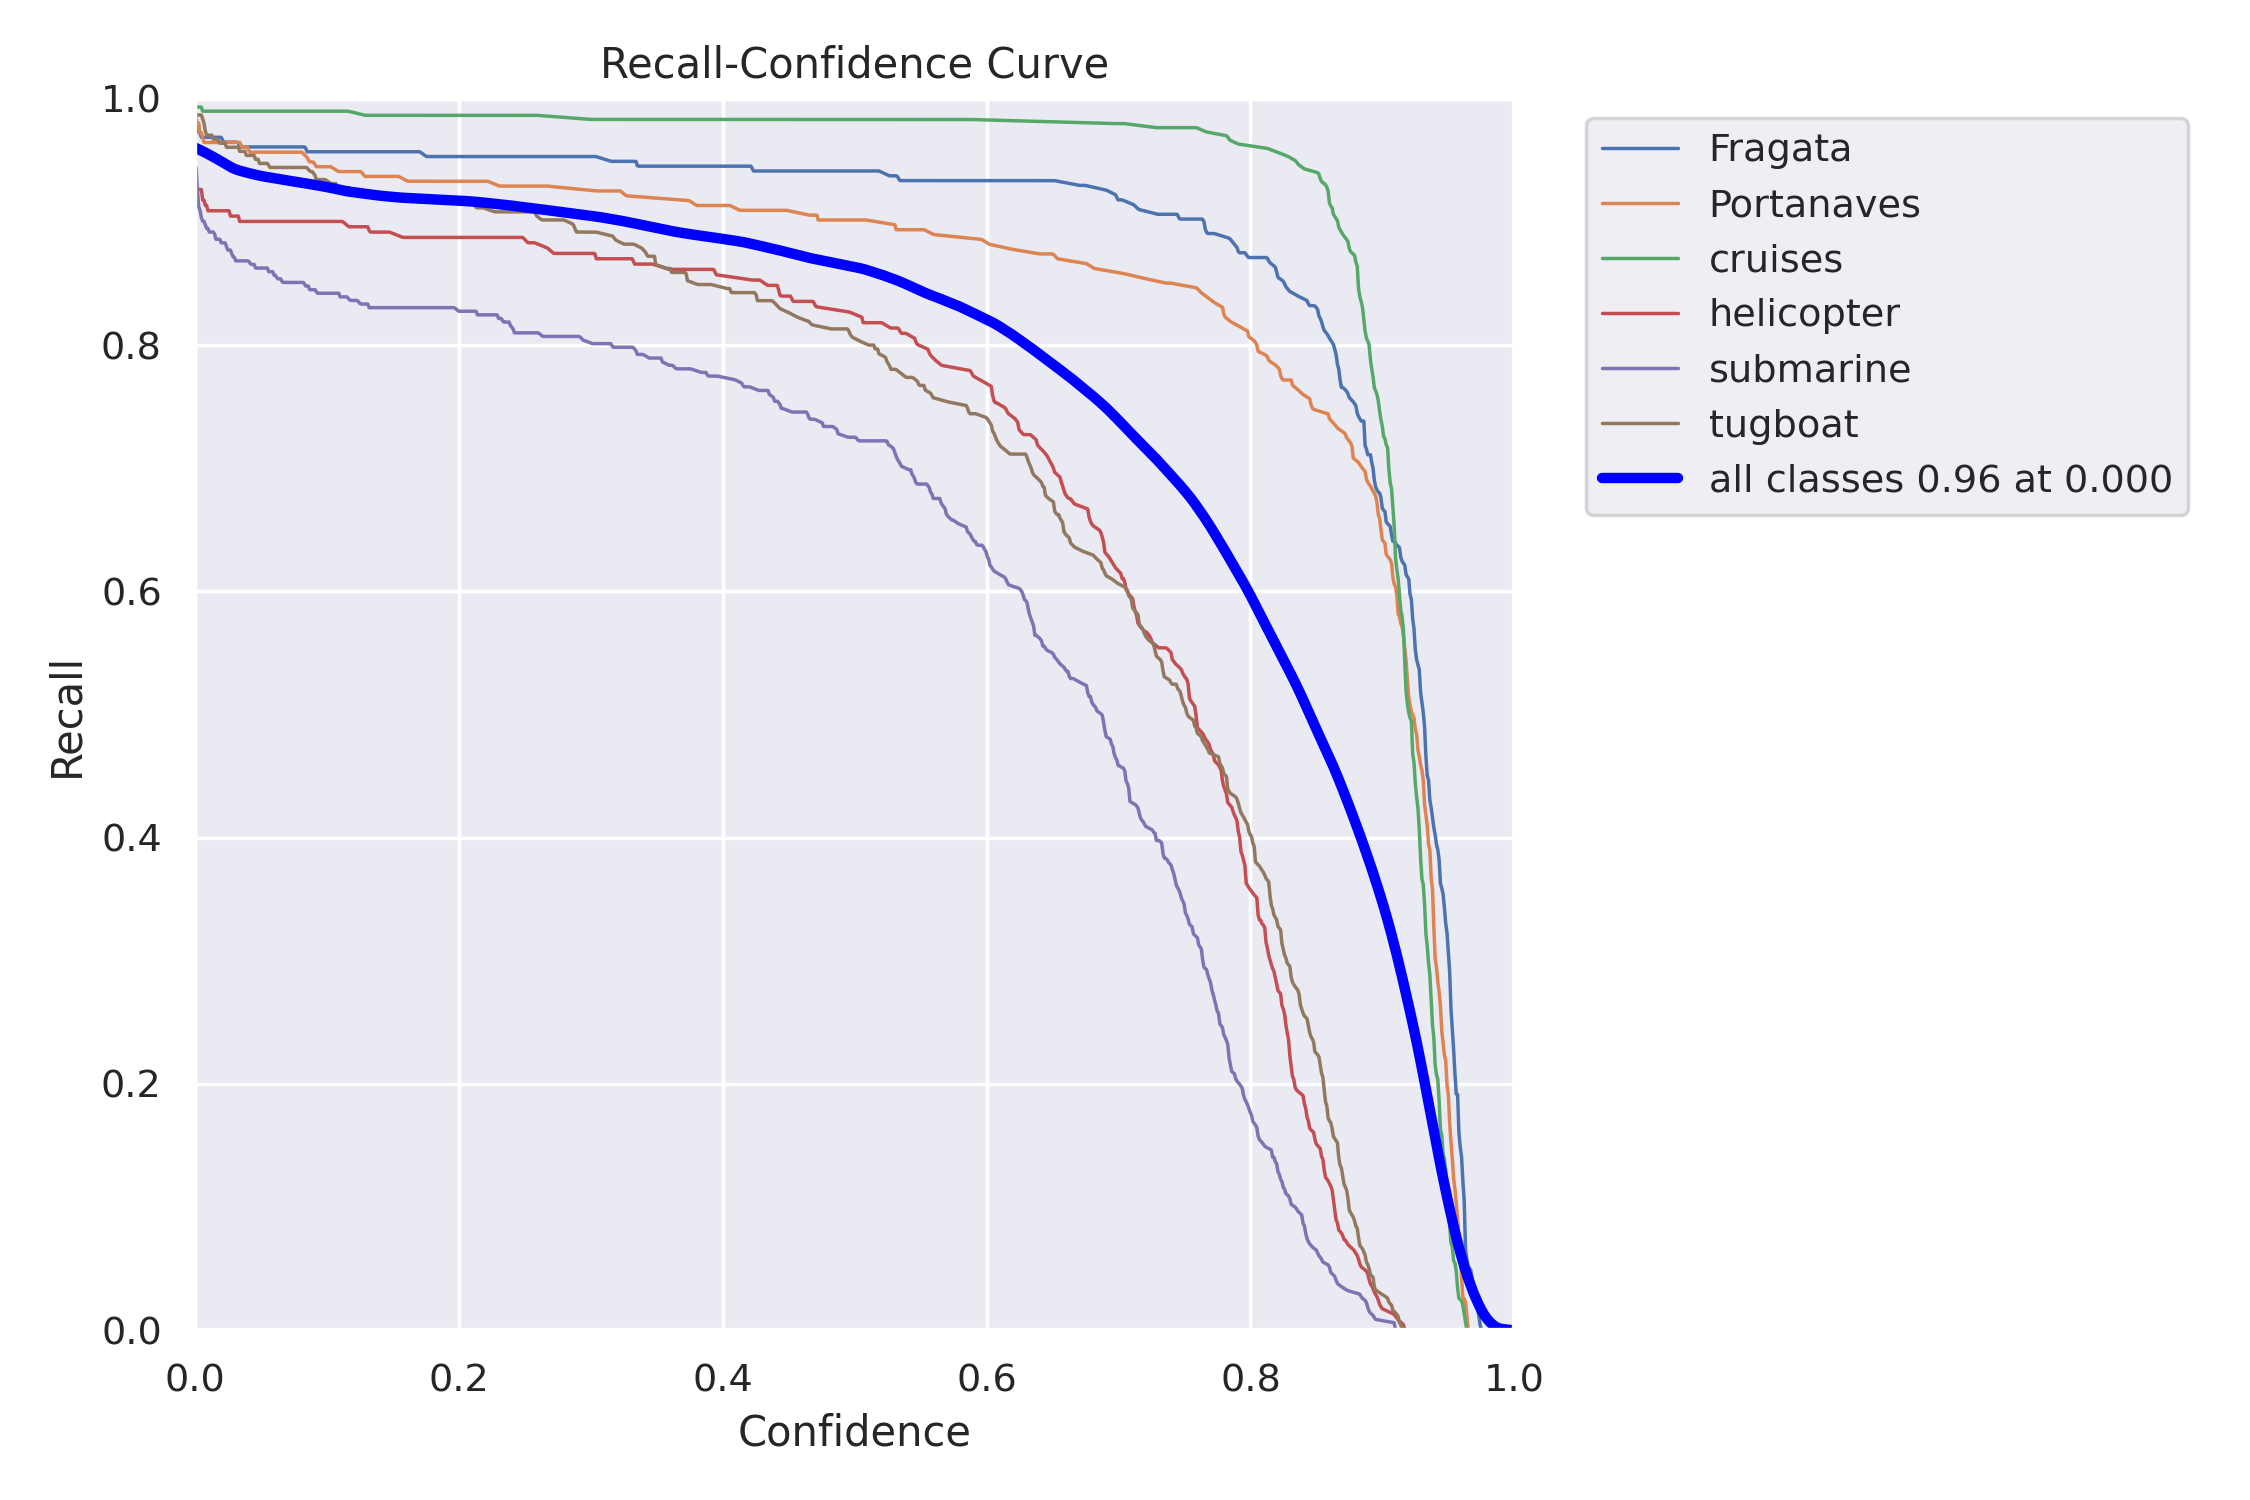 Recall-Confidence Curve
1.0
0.8
0.6
0.4
0.2
0.0
Recall
0.0 0.2 0.4 0.6 0.8 1.0
Confidence
Fragata
Portanaves
cruises
helicopter
submarine
tugboat
all classes 0.96 at 0.000